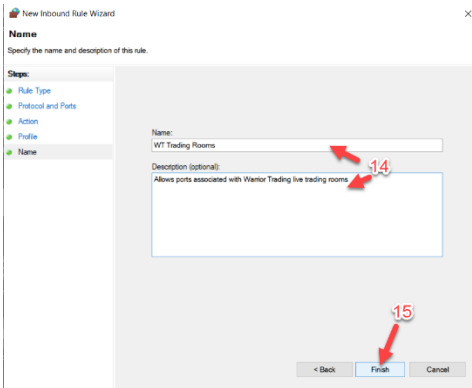 New Inbound Rule Wizard
Name
Specify the name and description of this rule.
Steps:
Rule Type
Protocol and Ports
Action
Profile
Name
Name:
WT Trading Rooms
14
Description (optional):
Allows ports associated with Warrior Trading live trading rooms
15
< Back
Finish
Cancel